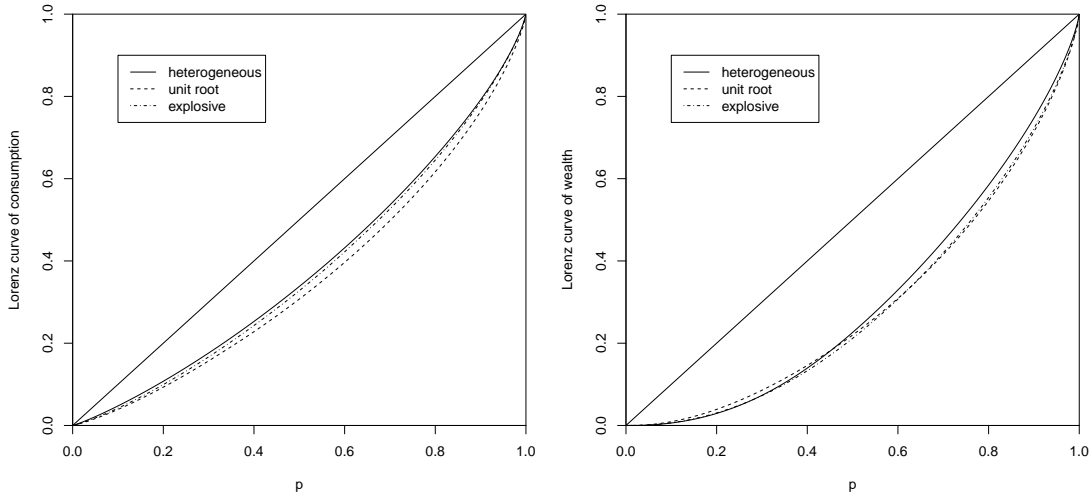 Lorenz curve of consumption
1.0
0.8
0.6
0.4
0.2
0.0
heterogeneous
unit root
explosive
0.0 0.2 0.4 0.6 0.8 1.0
p
Lorenz curve of wealth
1.0
0.8
0.6
0.4
0.2
0.0
heterogeneous
unit root
explosive
0.0 0.2 0.4 0.6 0.8 1.0
p